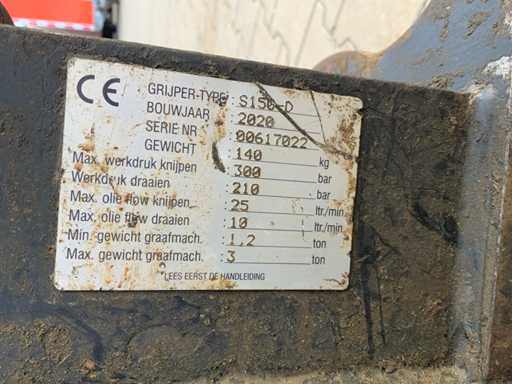 CE GRIJPER-TYPE : S150-D
BOUWJAAR : 2020
SERIE NR : 00617022
GEWICHT : 140 kg
Max. werkdruk knijpen : 300 bar
Werkdruk draaien : 210 bar
Max. olie flow knijpen : 25 ltr./min
Max. olie flow draaien : 10 ltr./min
Min. gewicht graafmach. : 1,2 ton
Max. gewicht graafmach. : 3 ton
*LEES EERST DE HANDLEIDING